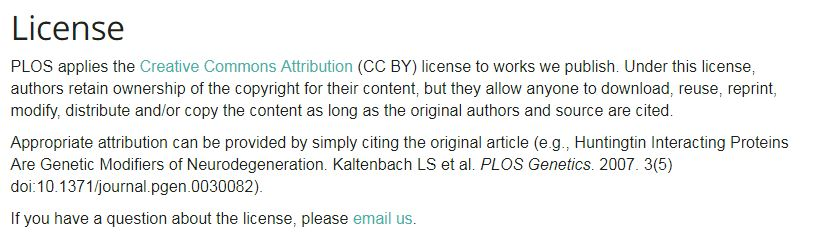 License
PLOS applies the Creative Commons Attribution (CC BY) license to works we publish. Under this license,
authors retain ownership of the copyright for their content, but they allow anyone to download, reuse, reprint,
modify, distribute and/or copy the content as long as the original authors and source are cited.
Appropriate attribution can be provided by simply citing the original article (e.g., Huntingtin Interacting Proteins
Are Genetic Modifiers of Neurodegeneration. Kaltenbach LS et al. PLOS Genetics. 2007. 3(5)
doi:10.1371/journal.pgen.0030082).
If you have a question about the license, please email us.